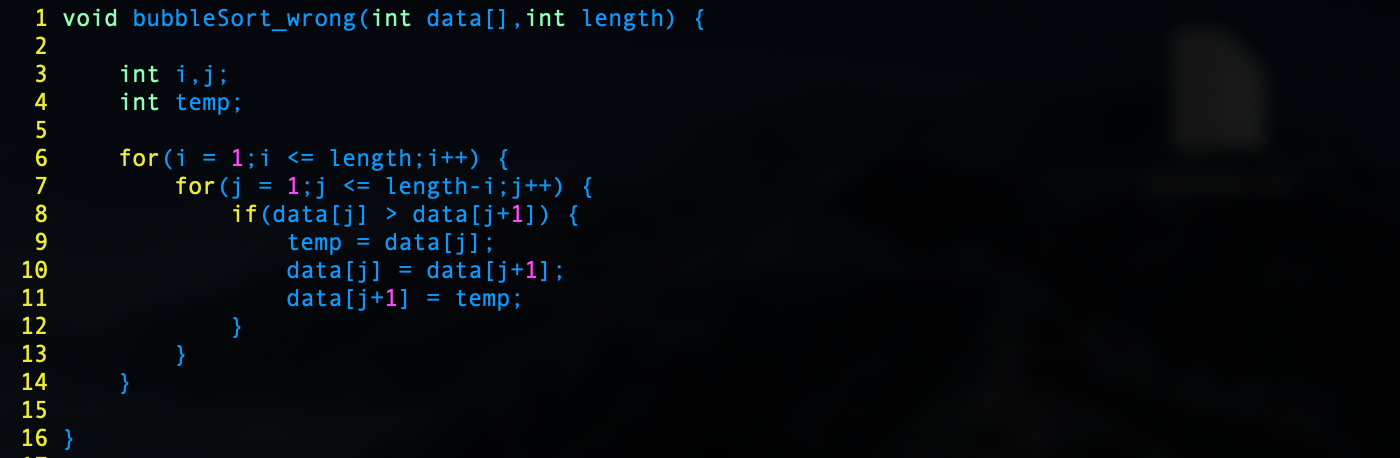 1 void bubbleSort_wrong(int data[],int length) {
2
3     int i,j;
4     int temp;
5
6     for(i = 1;i <= length;i++) {
7         for(j = 1;j <= length-i;j++) {
8             if(data[j] > data[j+1]) {
9                 temp = data[j];
10                 data[j] = data[j+1];
11                 data[j+1] = temp;
12             }
13         }
14     }
15
16 }